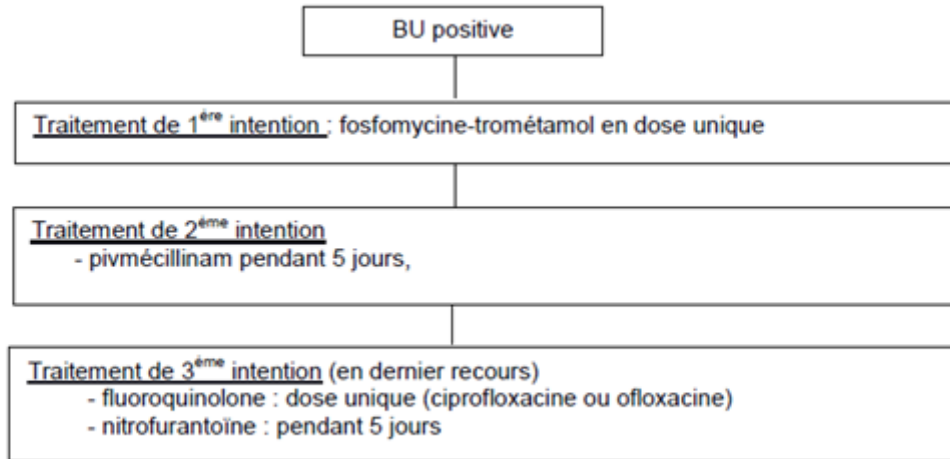 BU positive
Traitement de 1ère intention : fosfomycine-trométamol en dose unique
Traitement de 2ème intention
- pivmécillinam pendant 5 jours,
Traitement de 3ème intention (en dernier recours)
- fluoroquinolone : dose unique (ciprofloxacine ou ofloxacine)
- nitrofurantoïne : pendant 5 jours